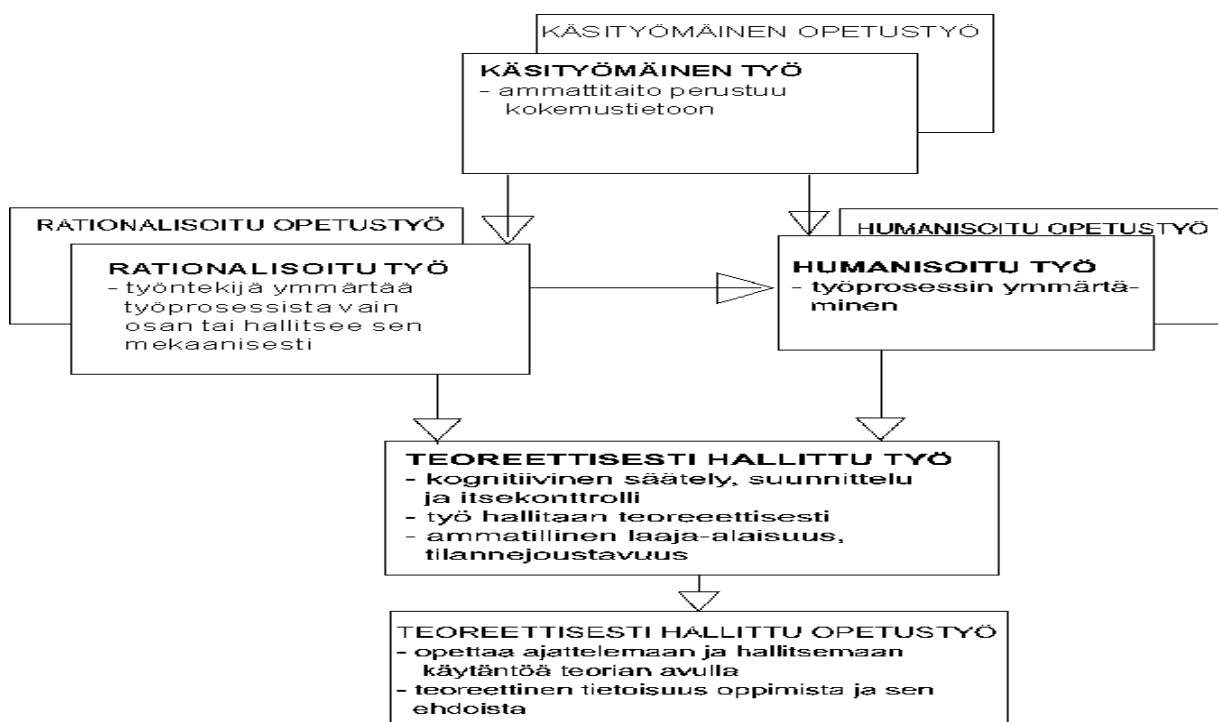 KÄSITYÖMÄINEN OPETUSTYÖ
KÄSITYÖMÄINEN TYÖ
- ammattitaito perustuu
kokemustietoon
RATIONALISOITU OPETUSTYÖ
RATIONALISOITU TYÖ
- työntekijä ymmärtää
työprosessista vain
osan tai hallitsee sen
mekaanisesti
HUMANISOITU OPETUSTYÖ
HUMANISOITU TYÖ
- työprosessin ymmärtä-
minen
TEOREETTISESTI HALLITTU TYÖ
- kognitiivinen säätely, suunnittelu
ja itsekontrolli
- työ hallitaan teoreeettisesti
- ammatillinen laaja-alaisuus,
tilannejoustavuus
TEOREETTISESTI HALLITTU OPETUSTYÖ
- opettaa ajattelemaan ja hallitsemaan
käytäntöä teorian avulla
- teoreettinen tietoisuus oppimista ja sen
ehdoista